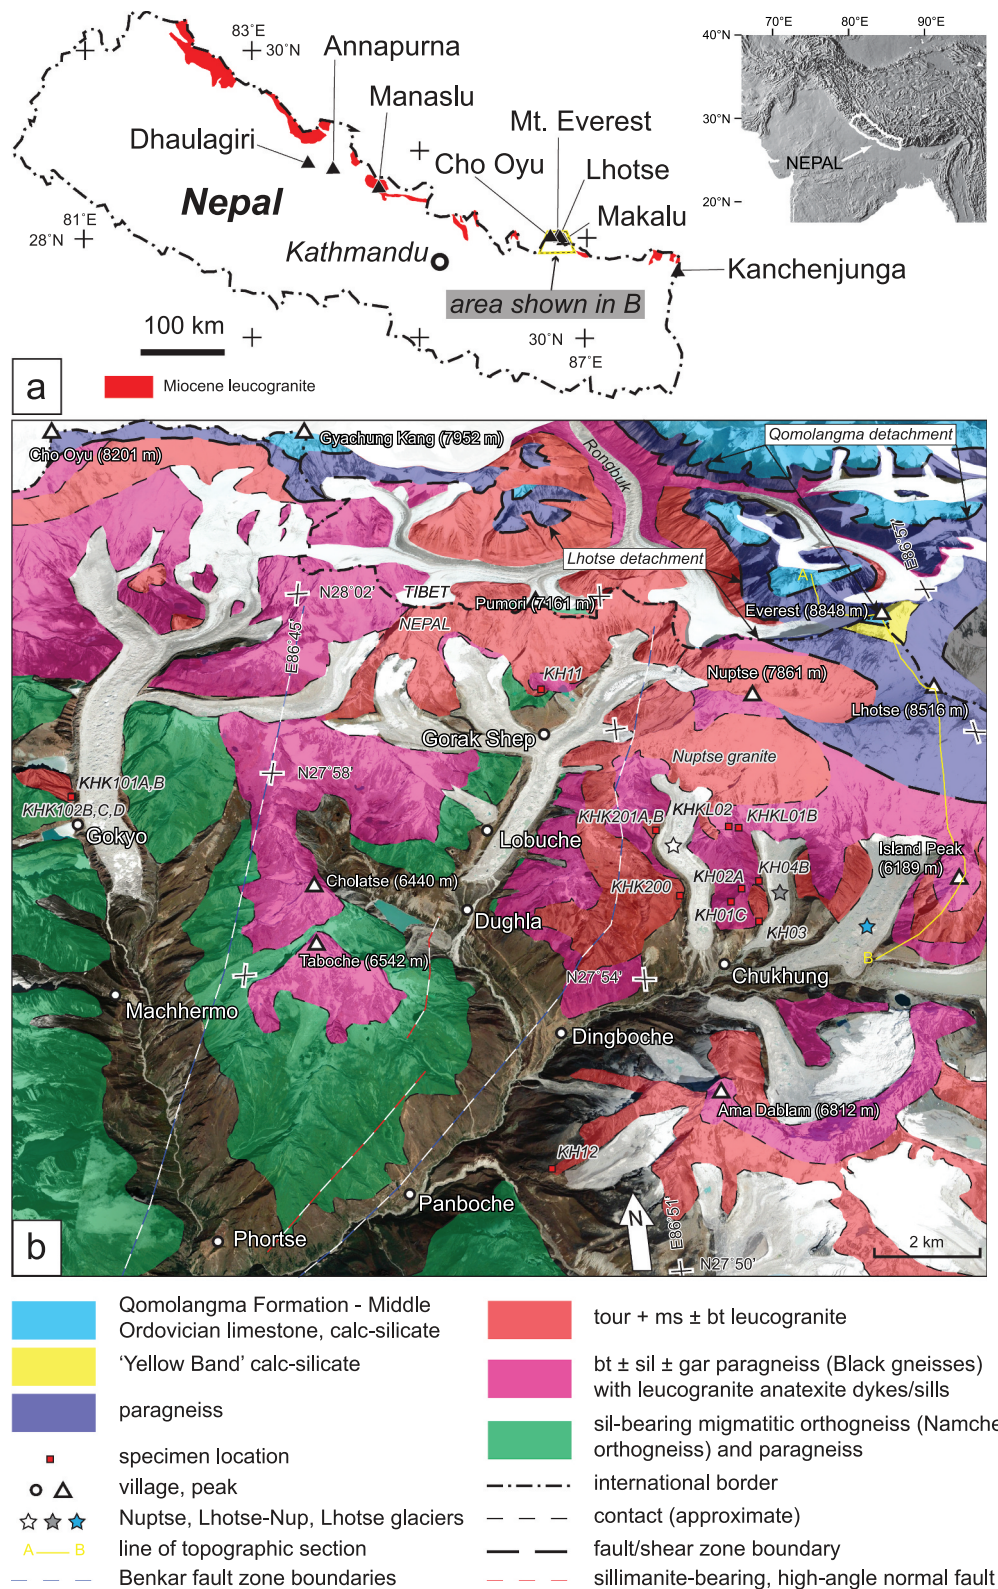 83°E
30°N
Annapurna
Manaslu
Dhaulagiri
Mt. Everest
Cho Oyu
Lhotse
Nepal
Makalu
81°E
28°N
Kathmandu
Kanchenjunga
area shown in B
100 km
30°N
87°E
a
Miocene leucogranite
70°E
80°E
90°E
40°N
30°N
20°N
NEPAL
Cho Oyu (8201 m)
Gyachung Kang (7952 m)
Rongbuk
Qomolangma detachment
Lhotse detachment
E86°57'
A
N28°02'
TIBET
Pumori (7161 m)
Everest (8848 m)
NEPAL
E86°45'
KH11
Nuptse (7861 m)
Lhotse (8516 m)
Gorak Shep
Nuptse granite
N27°58'
KHK101A,B
KHK102B,C,D
Gokyo
KHK201A,B
KHKL02
KHKL01B
Lobuche
Island Peak
(6189 m)
Cholatse (6440 m)
KHK200
KH02A
KH04B
KH01C
Dughla
KH03
Taboche (6542 m)
B
N27°54'
Chukhung
Machhermo
Dingboche
Ama Dablam (6812 m)
KH12
Panboche
N
E86°51'
b
Phortse
N27°50'
2 km
Qomolangma Formation - Middle
Ordovician limestone, calc-silicate
'Yellow Band' calc-silicate
paragneiss
specimen location
village, peak
Nuptse, Lhotse-Nup, Lhotse glaciers
A B line of topographic section
Benkar fault zone boundaries
tour + ms ± bt leucogranite
bt ± sil ± gar paragneiss (Black gneisses)
with leucogranite anatexite dykes/sills
sil-bearing migmatitic orthogneiss (Namche
orthogneiss) and paragneiss
international border
contact (approximate)
fault/shear zone boundary
sillimanite-bearing, high-angle normal fault